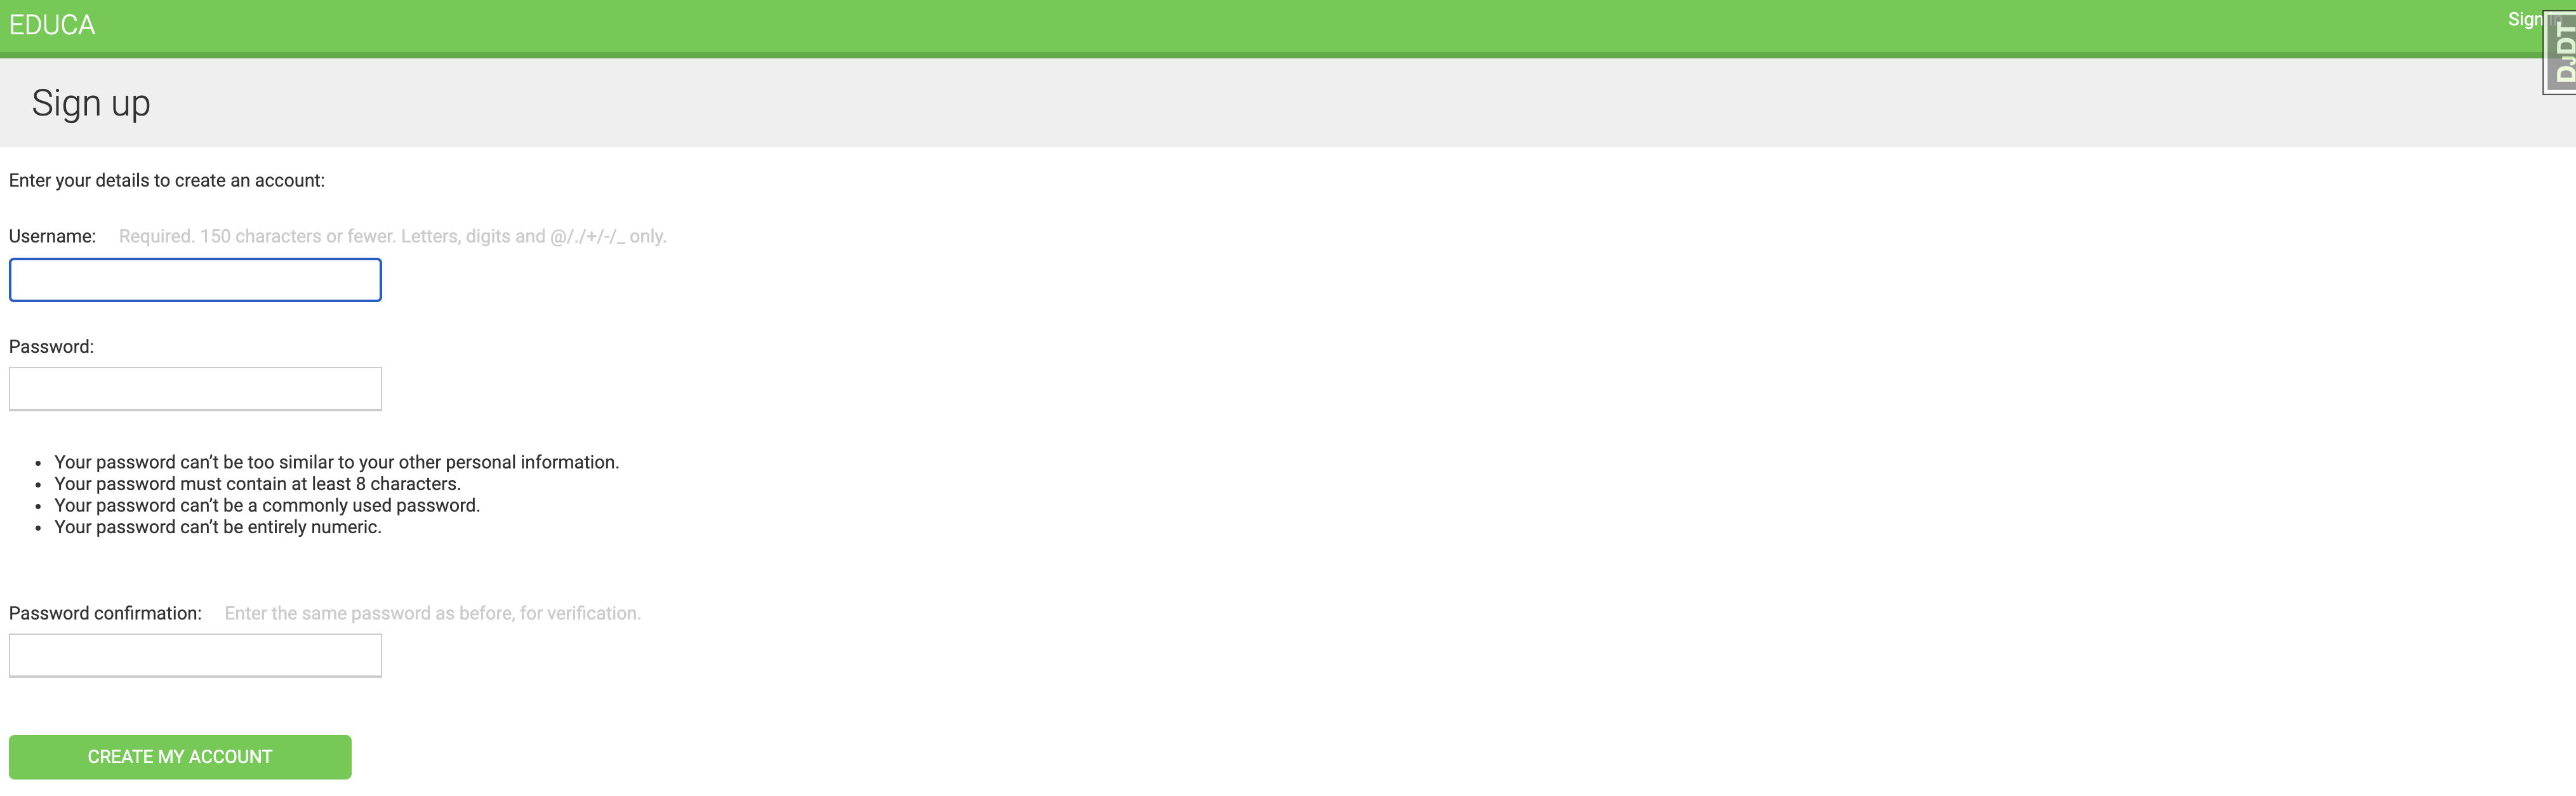 EDUCA
Sign in
DjDT
Sign up
Enter your details to create an account:
Username: Required. 150 characters or fewer. Letters, digits and @/./+/-/_ only.
Password:
Your password can’t be too similar to your other personal information.
Your password must contain at least 8 characters.
Your password can’t be a commonly used password.
Your password can’t be entirely numeric.
Password confirmation: Enter the same password as before, for verification.
CREATE MY ACCOUNT